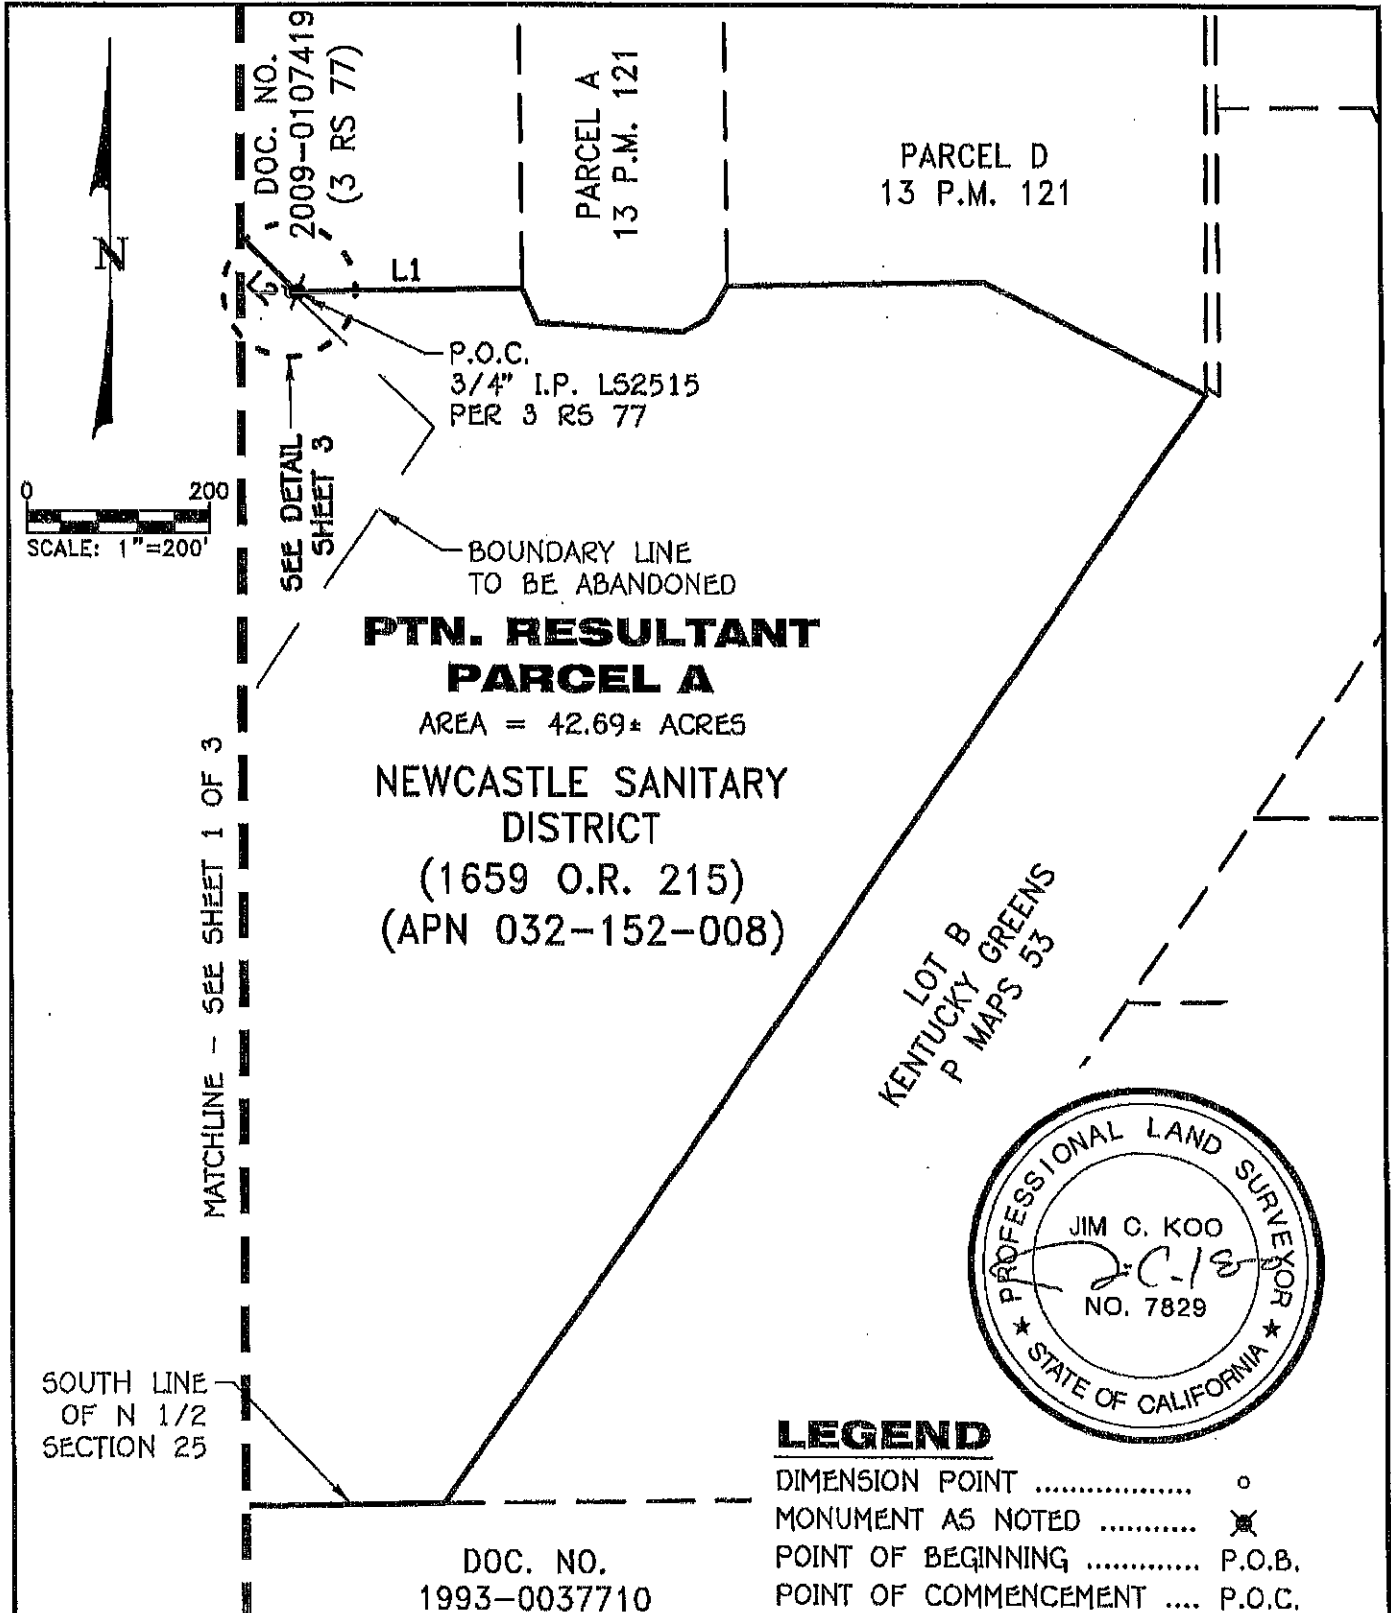 DOC. NO.
2009-0107419
(3 RS 77)
PARCEL A
13 P.M. 121
PARCEL D
13 P.M. 121
N
L1
L2
P.O.C.
3/4" I.P. LS2515
PER 3 RS 77
SEE DETAIL
SHEET 3
0 200
SCALE: 1"=200'
BOUNDARY LINE
TO BE ABANDONED
PTN. RESULTANT
PARCEL A
AREA = 42.69± ACRES
NEWCASTLE SANITARY
DISTRICT
(1659 O.R. 215)
(APN 032-152-008)
MATCHLINE - SEE SHEET 1 OF 3
LOT B
KENTUCKY GREENS
P MAPS 53
PROFESSIONAL LAND SURVEYOR
JIM C. KOO
NO. 7829
★ STATE OF CALIFORNIA ★
SOUTH LINE
OF N 1/2
SECTION 25
LEGEND
DIMENSION POINT ..................
MONUMENT AS NOTED ...........
POINT OF BEGINNING ............. P.O.B.
POINT OF COMMENCEMENT .... P.O.C.
DOC. NO.
1993-0037710